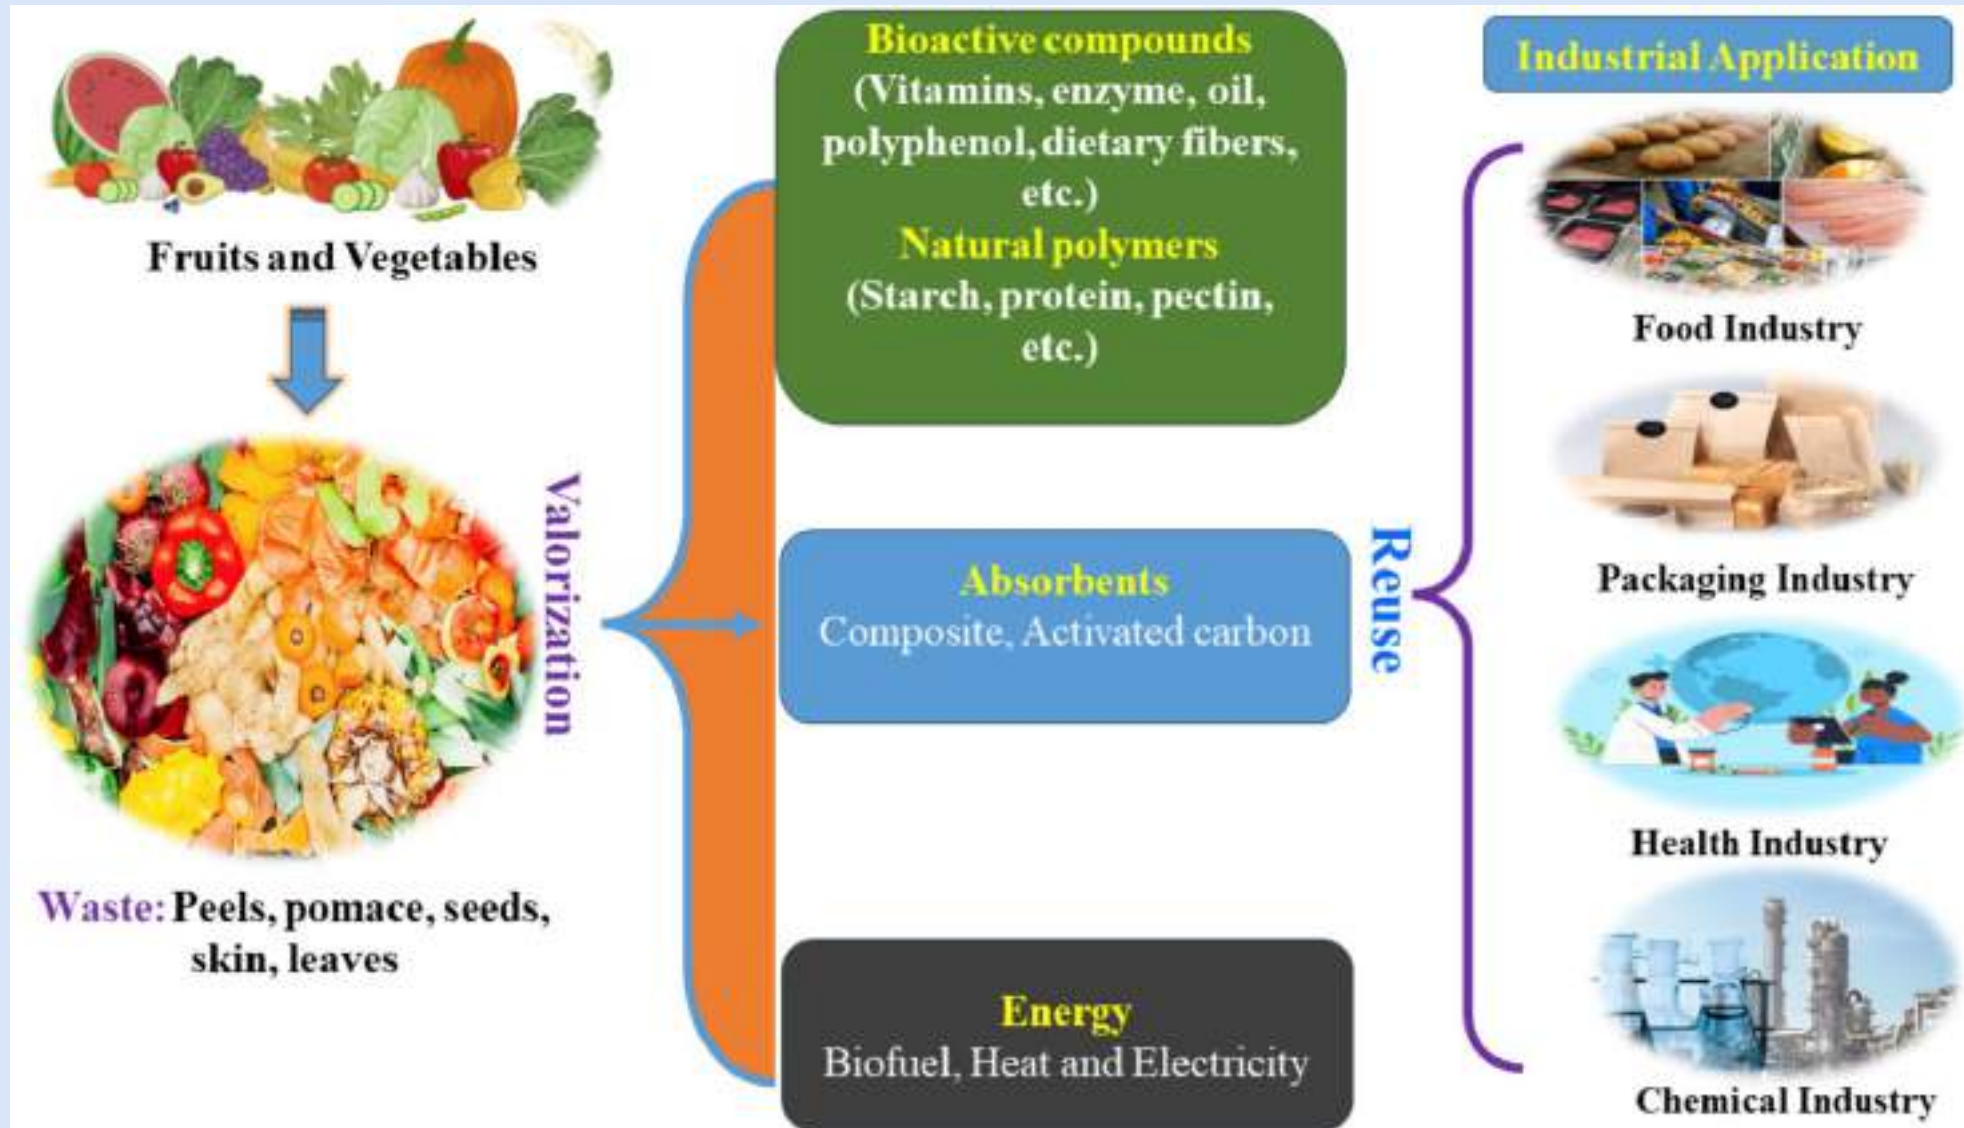 Fruits and Vegetables
Waste: Peels, pomace, seeds,
skin, leaves
Valorization
Bioactive compounds
(Vitamins, enzyme, oil,
polyphenol, dietary fibers,
etc.)
Natural polymers
(Starch, protein, pectin,
etc.)
Absorbents
Composite, Activated carbon
Energy
Biofuel, Heat and Electricity
Reuse
Industrial Application
Food Industry
Packaging Industry
Health Industry
Chemical Industry